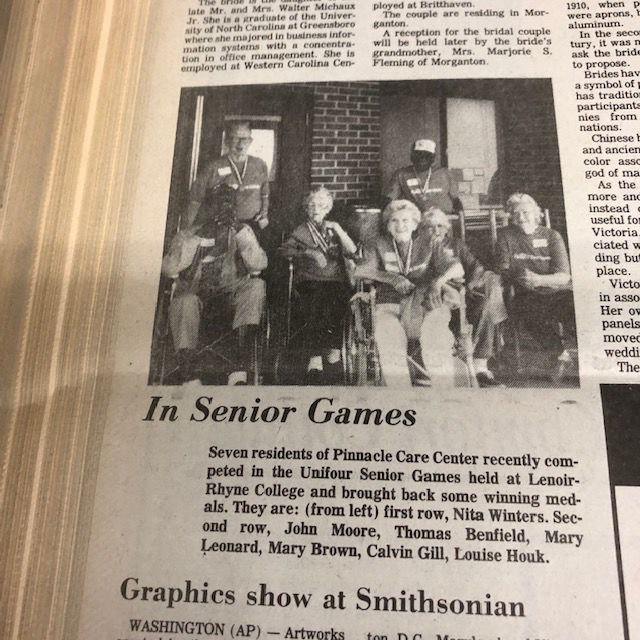 late Mr. and Mrs. Walter Michaux
Jr. She is a graduate of the Univer-
sity of North Carolina at Greensboro
where she majored in business infor-
mation systems with a concentra-
tion in office management. She is
employed at Western Carolina Cen-
ployed at Britthaven.
The couple are residing in Mor-
ganton.
A reception for the bridal couple
will be held later by the bride's
grandmother, Mrs. Marjorie S.
Fleming of Morganton.
1910, when
were aprons,
aluminum.
In the
tury, it was
ask the bride
to propose.
Brides hav
a symbol of
has tradition
participants
nies from
nations.
Chinese b
and ancien
color asso
god of ma
As the
more and
instead
useful fo
Victoria.
ciated w
ding but
place.
Victo
in asso
Her ow
panels
moved
weddi
The
In Senior Games
Seven residents of Pinnacle Care Center recently com-
peted in the Unifour Senior Games held at Lenoir-
Rhyne College and brought back some winning med-
als. They are: (from left) first row, Nita Winters. Sec-
ond row, John Moore, Thomas Benfield, Mary
Leonard, Mary Brown, Calvin Gill, Louise Houk.
Graphics show at Smithsonian
WASHINGTON (AP) — Artworks
ton, D.C.